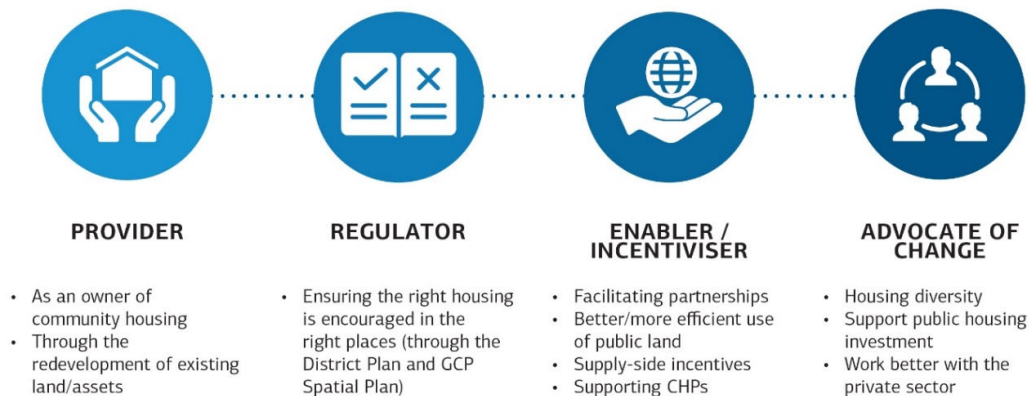 PROVIDER
• As an owner of
community housing
• Through the
redevelopment of existing
land/assets
REGULATOR
• Ensuring the right housing
is encouraged in the
right places (through the
District Plan and GCP
Spatial Plan)
ENABLER /
INCENTIVISER
• Facilitating partnerships
• Better/more efficient use
of public land
• Supply-side incentives
• Supporting CHPs
ADVOCATE OF
CHANGE
• Housing diversity
• Support public housing
investment
• Work better with the
private sector